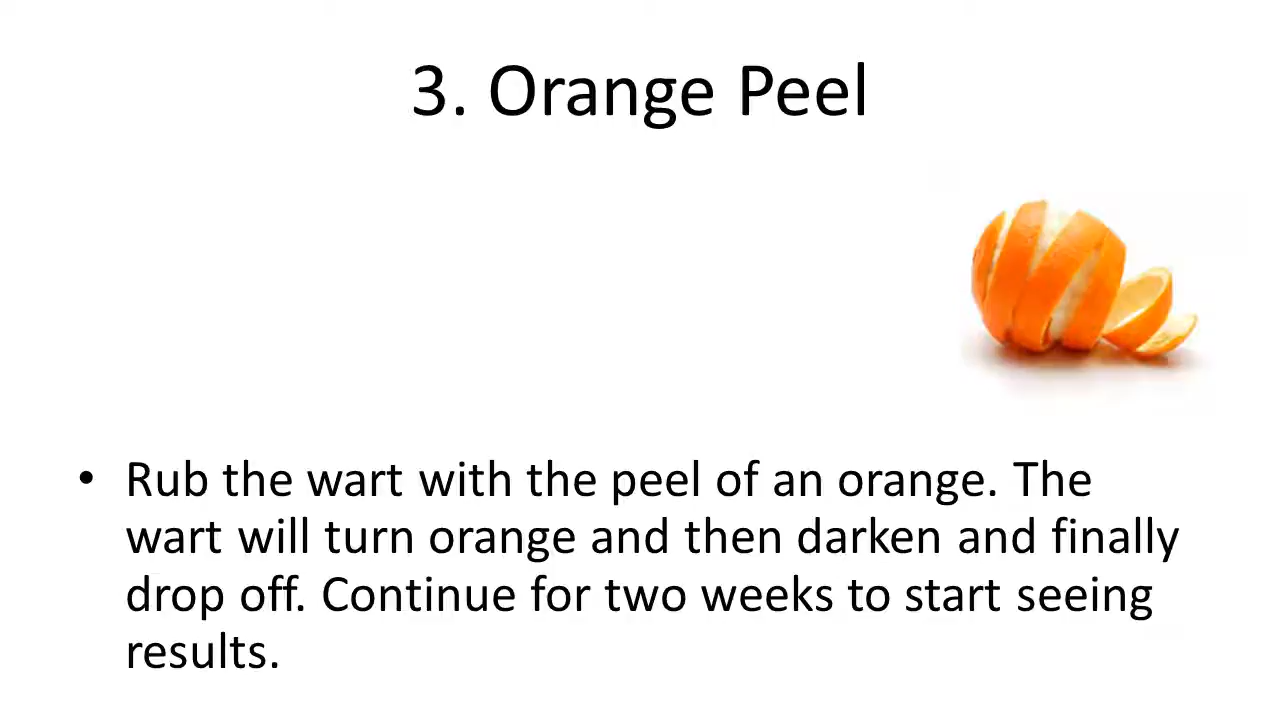 3. Orange Peel
• Rub the wart with the peel of an orange. The
wart will turn orange and then darken and finally
drop off. Continue for two weeks to start seeing
results.